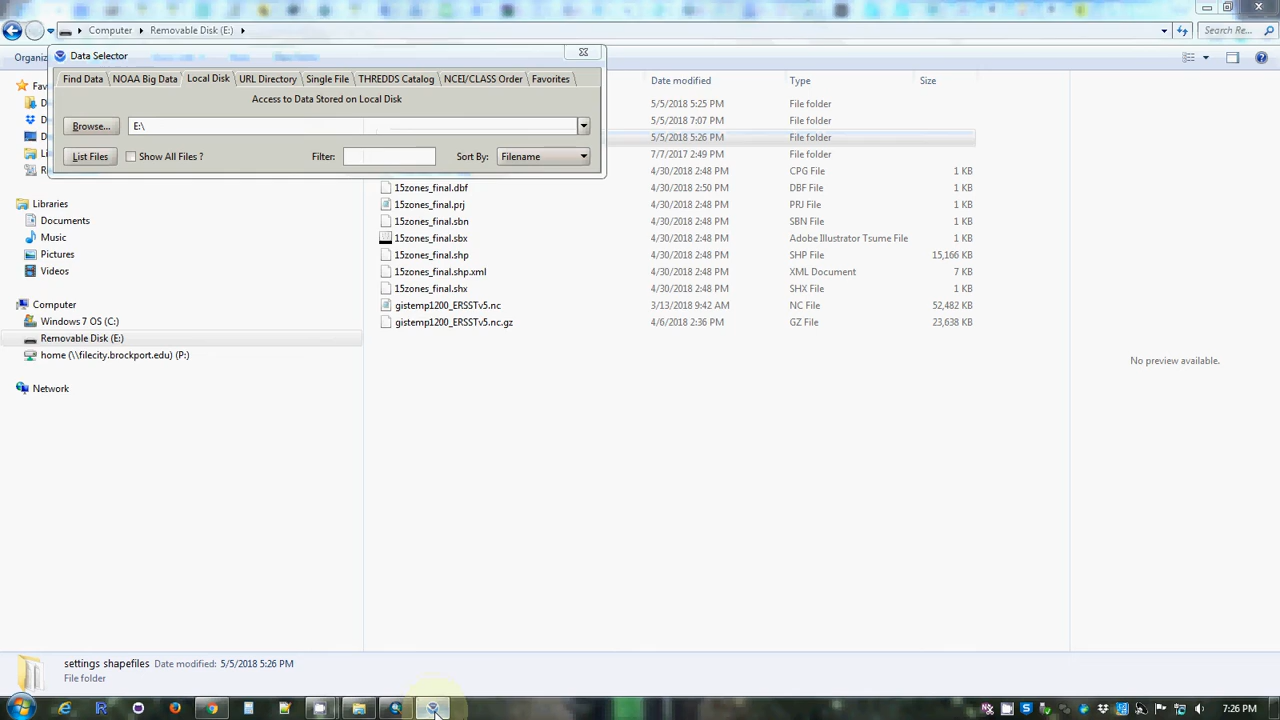 Computer
Removable Disk (E:)
Search Re...
Organiz
Data Selector
Find Data
NOAA Big Data
Local Disk
URL Directory
Single File
THREDDS Catalog
NCEI/CLASS Order
Favorites
Access to Data Stored on Local Disk
Browse...
E:\
List Files
Show All Files ?
Filter:
Sort By:
Filename
Date modified
Type
Size
5/5/2018 5:25 PM File folder
5/5/2018 7:07 PM File folder
5/5/2018 5:26 PM File folder
7/7/2017 2:49 PM File folder
4/30/2018 2:48 PM CPG File 1 KB
15zones_final.dbf 4/30/2018 2:50 PM DBF File 1 KB
15zones_final.prj 4/30/2018 2:48 PM PRJ File 1 KB
15zones_final.sbn 4/30/2018 2:48 PM SBN File 1 KB
15zones_final.sbx 4/30/2018 2:48 PM Adobe Illustrator Tsume File 1 KB
15zones_final.shp 4/30/2018 2:48 PM SHP File 15,166 KB
15zones_final.shp.xml 4/30/2018 2:48 PM XML Document 7 KB
15zones_final.shx 4/30/2018 2:48 PM SHX File 1 KB
gistemp1200_ERSSTv5.nc 3/13/2018 9:42 AM NC File 52,482 KB
gistemp1200_ERSSTv5.nc.gz 4/6/2018 2:36 PM GZ File 23,638 KB
Fav
D
D
D
Li
R
Libraries
Documents
Music
Pictures
Videos
Computer
Windows 7 OS (C:)
Removable Disk (E:)
home (\\filecity.brockport.edu) (P:)
Network
No preview available.
settings shapefiles Date modified: 5/5/2018 5:26 PM
File folder
7:26 PM